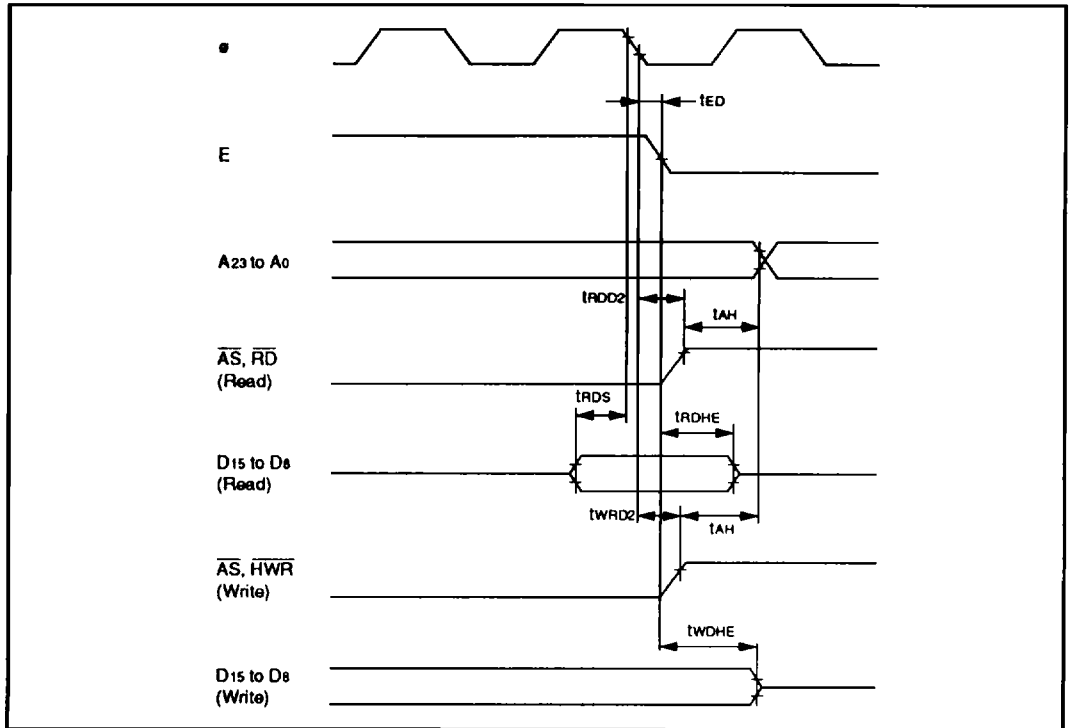 ø
tED
E
A23 to A0
tRDD2
tAH
AS, RD
(Read)
tRDS
tRDHE
D15 to D8
(Read)
tWRD2
tAH
AS, HWR
(Write)
tWDHE
D15 to D8
(Write)